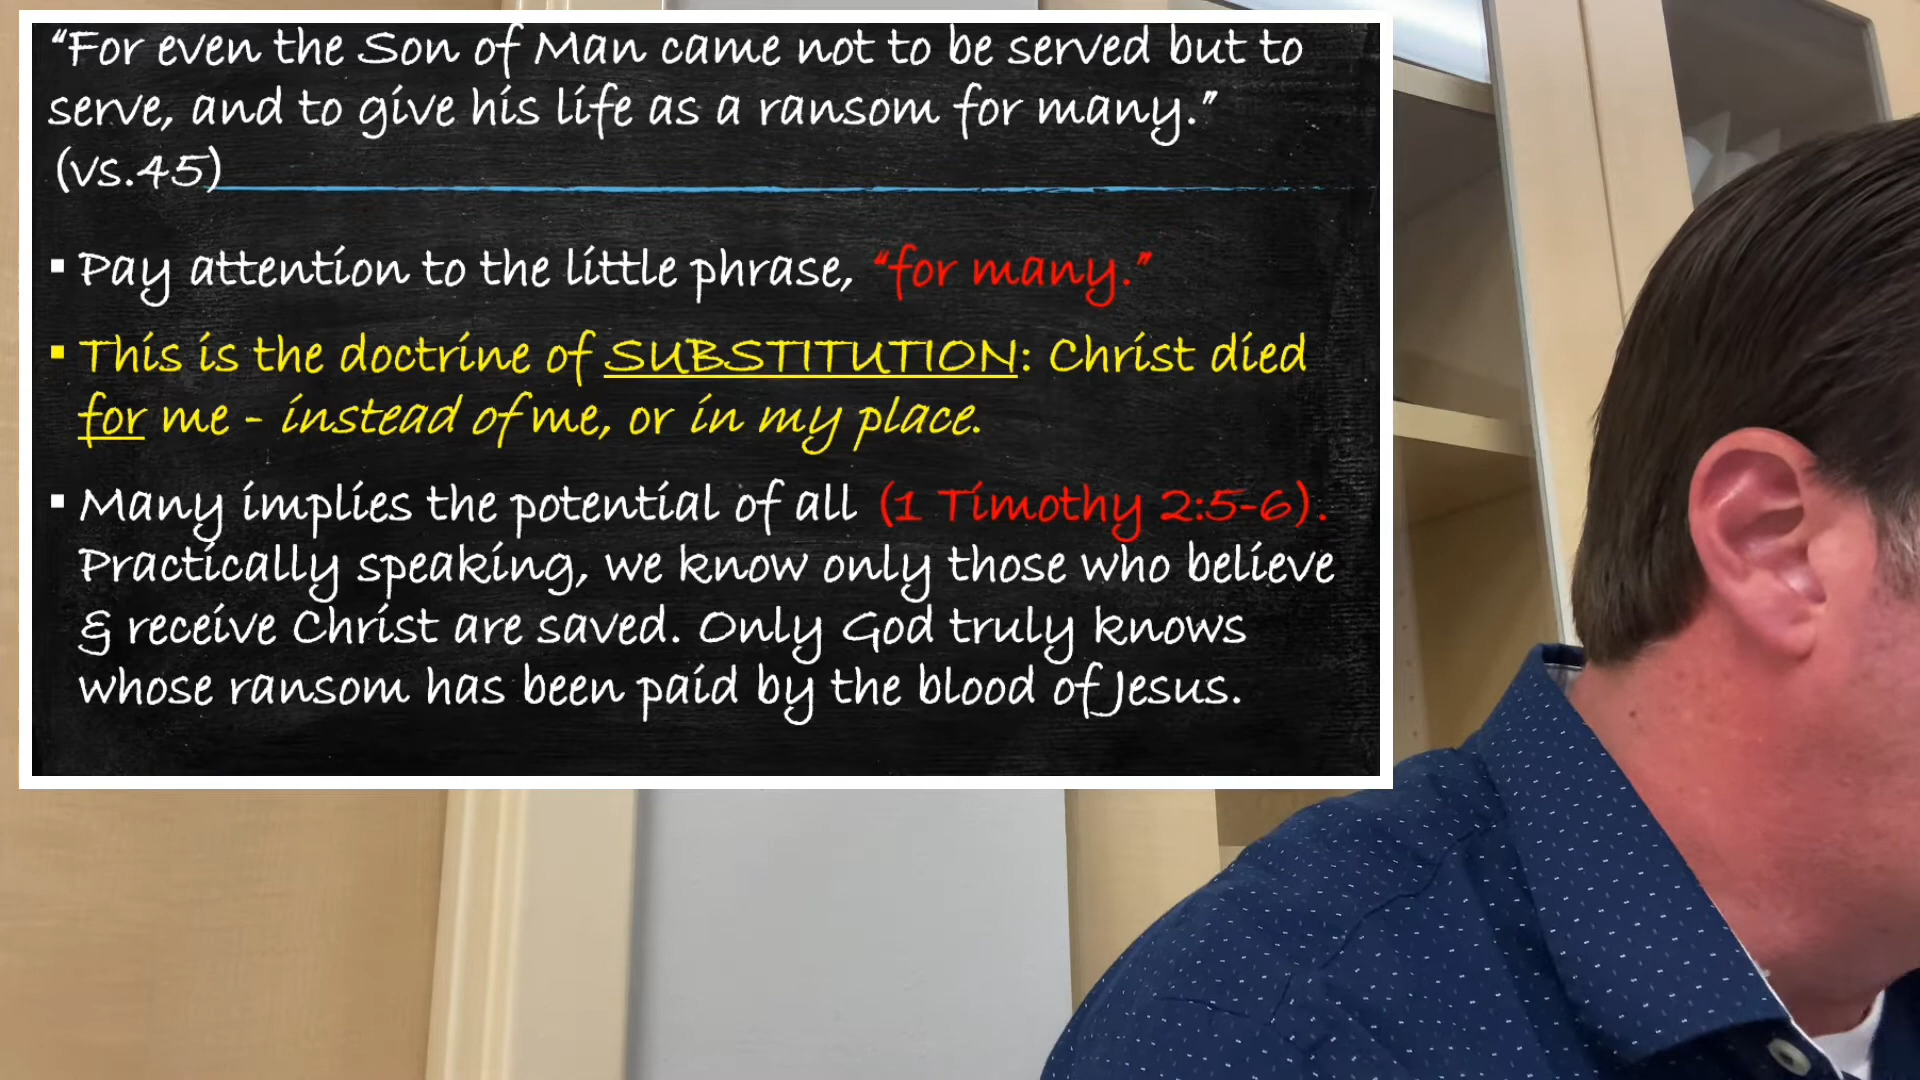 “For even the Son of Man came not to be served but to
serve, and to give his life as a ransom for many.”
(vs.45)
▪ Pay attention to the little phrase, “for many.”
▪ This is the doctrine of SUBSTITUTION: Christ died
for me - instead of me, or in my place.
▪ Many implies the potential of all (1 Timothy 2:5-6).
Practically speaking, we know only those who believe
& receive Christ are saved. Only God truly knows
whose ransom has been paid by the blood of Jesus.